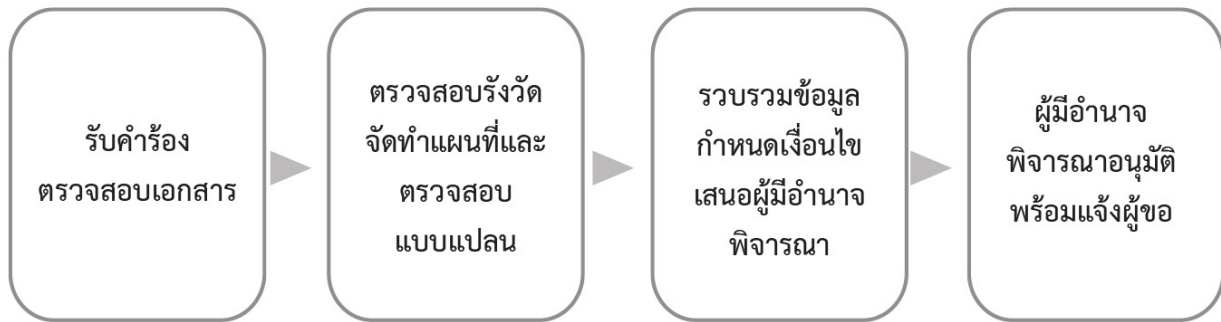 รับคำร้อง
ตรวจสอบเอกสาร
ตรวจสอบรังวัด
จัดทำแผนที่และ
ตรวจสอบ
แบบแปลน
รวบรวมข้อมูล
กำหนดเงื่อนไข
เสนอผู้มีอำนาจ
พิจารณา
ผู้มีอำนาจ
พิจารณาอนุมัติ
พร้อมแจ้งผู้ขอ